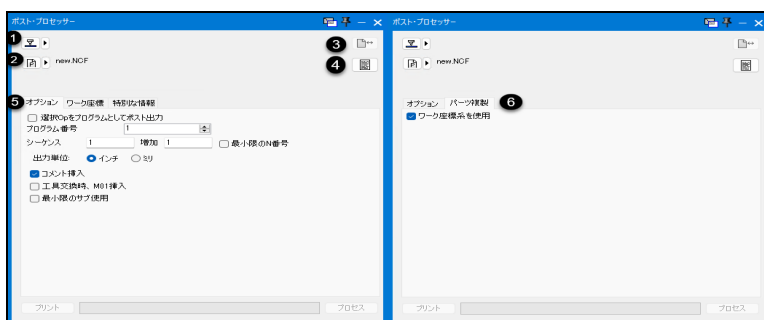 ポスト・プロセッサー
1
2 new.NCF
3
4
5 オプション ワーク座標 特別な情報
選択Opをプログラムとしてポスト出力
プログラム番号 1
シーケンス 1 増加 1 最小限のN番号
出力単位: インチ ミリ
コメント挿入
工具交換時、M01挿入
最小限のサブ使用
プリント プロセス
ポスト・プロセッサー
new.NCF
オプション パーツ複製 6
ワーク座標系を使用
プリント プロセス